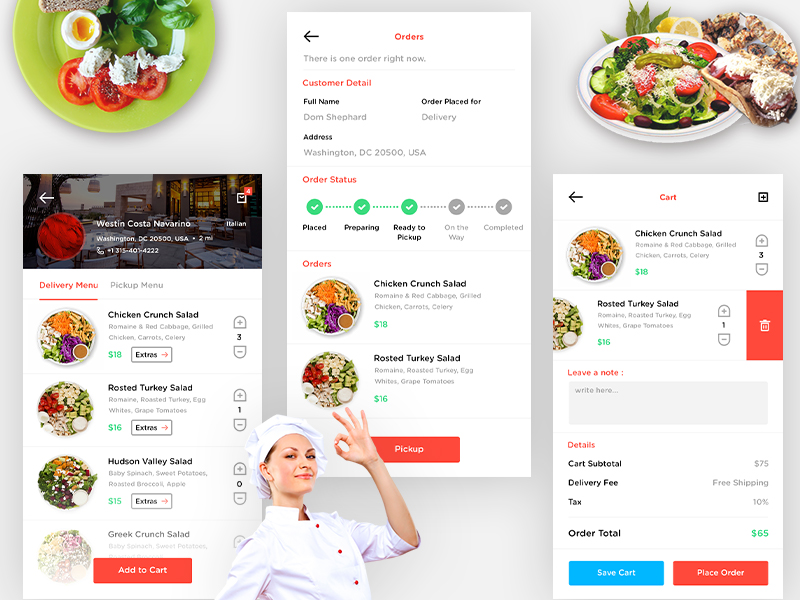 Orders
There is one order right now.
Customer Detail
Full Name
Order Placed for
Dom Shephard
Delivery
Address
Washington, DC 20500, USA
Order Status
Placed
Preparing
Ready to
Pickup
On the
Way
Completed
Orders
Chicken Crunch Salad
Romaine & Red Cabbage, Grilled
Chicken, Carrots, Celery
$18
Rosted Turkey Salad
Romaine, Roasted Turkey, Egg
Whites, Grape Tomatoes
$16
Pickup
4
Westin Costa Navarino
Italian
Washington, DC 20500, USA • 2 mi
+1 315-401-4222
Delivery Menu
Pickup Menu
Chicken Crunch Salad
Romaine & Red Cabbage, Grilled
Chicken, Carrots, Celery
3
$18
Extras
Rosted Turkey Salad
Romaine, Roasted Turkey, Egg
Whites, Grape Tomatoes
1
$16
Extras
Hudson Valley Salad
Baby Spinach, Sweet Potatoes,
Roasted Broccoli, Apple
0
$15
Extras
Greek Crunch Salad
Baby Spinach, Sweet Potatoes,
Add to Cart
Cart
Chicken Crunch Salad
Romaine & Red Cabbage, Grilled
Chicken, Carrots, Celery
3
$18
Rosted Turkey Salad
Romaine, Roasted Turkey, Egg
Whites, Grape Tomatoes
1
$16
Leave a note :
write here...
Details
Cart Subtotal
$75
Delivery Fee
Free Shipping
Tax
10%
Order Total
$65
Save Cart
Place Order